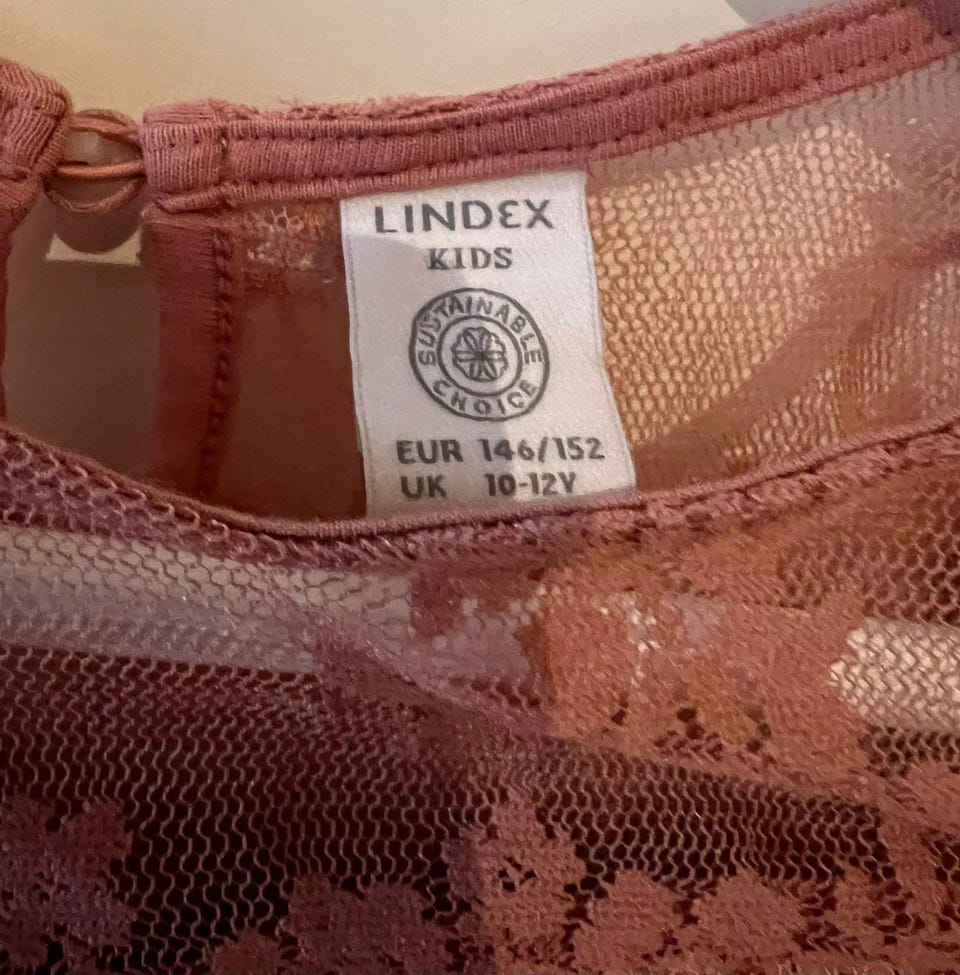 LINDEX
KIDS
SUSTAINABLE
CHOICE
EUR 146/152
UK 10-12Y